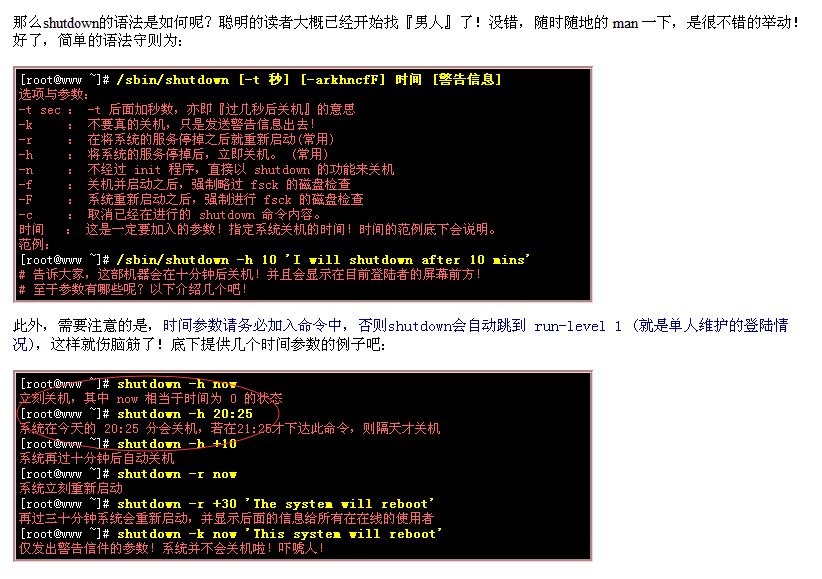 那么shutdown的语法是如何呢？聪明的读者大概已经开始找『男人』了！没错，随时随地的 man 一下，是很不错的举动！
好了，简单的语法守则为：
[root@www ~]# /sbin/shutdown [-t 秒] [-arkhncfF] 时间 [警告信息]
选项与参数：
-t sec ： -t 后面加秒数，亦即『过几秒后关机』的意思
-k ： 不要真的关机，只是发送警告信息出去！
-r ： 在将系统的服务停掉之后就重新启动(常用)
-h ： 将系统的服务停掉后，立即关机。 (常用)
-n ： 不经过 init 程序，直接以 shutdown 的功能来关机
-f ： 关机并启动之后，强制略过 fsck 的磁盘检查
-F ： 系统重新启动之后，强制进行 fsck 的磁盘检查
-c ： 取消已经在进行的 shutdown 命令内容。
时间 ： 这是一定要加入的参数！指定系统关机的时间！时间的范例底下会说明。
范例：
[root@www ~]# /sbin/shutdown -h 10 'I will shutdown after 10 mins'
# 告诉大家，这部机器会在十分钟后关机！并且会显示在目前登陆者的屏幕前方！
# 至于参数有哪些呢？以下介绍几个吧！
此外，需要注意的是，时间参数请务必加入命令中，否则shutdown会自动跳到 run-level 1 (就是单人维护的登陆情
况)，这样就伤脑筋了！底下提供几个时间参数的例子吧：
[root@www ~]# shutdown -h now
立刻关机，其中 now 相当于时间为 0 的状态
[root@www ~]# shutdown -h 20:25
系统在今天的 20:25 分会关机，若在21:25才下达此命令，则隔天才关机
[root@www ~]# shutdown -h +10
系统再过十分钟后自动关机
[root@www ~]# shutdown -r now
系统立刻重新启动
[root@www ~]# shutdown -r +30 'The system will reboot'
再过三十分钟系统会重新启动，并显示后面的信息给所有在在线的使用者
[root@www ~]# shutdown -k now 'This system will reboot'
仅发出警告信件的参数！系统并不会关机啦！吓唬人！